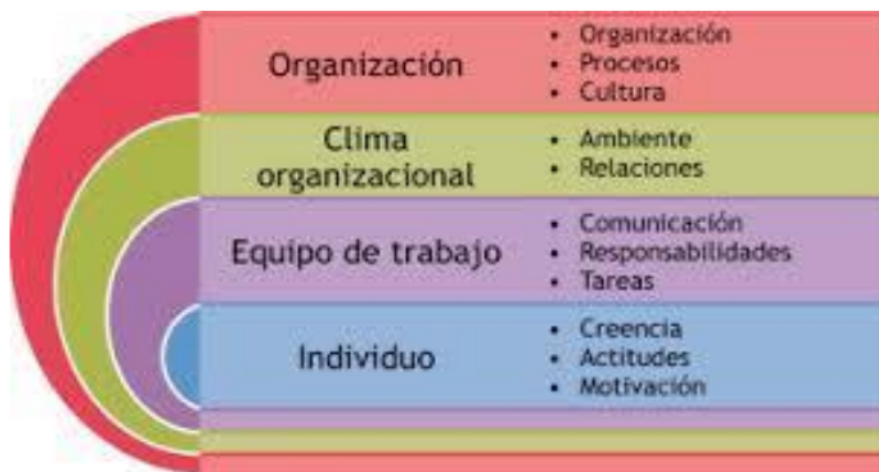 Organización
• Organización
• Procesos
• Cultura
Clima
organizacional
• Ambiente
• Relaciones
Equipo de trabajo
• Comunicación
• Responsabilidades
• Tareas
Individuo
• Creencia
• Actitudes
• Motivación